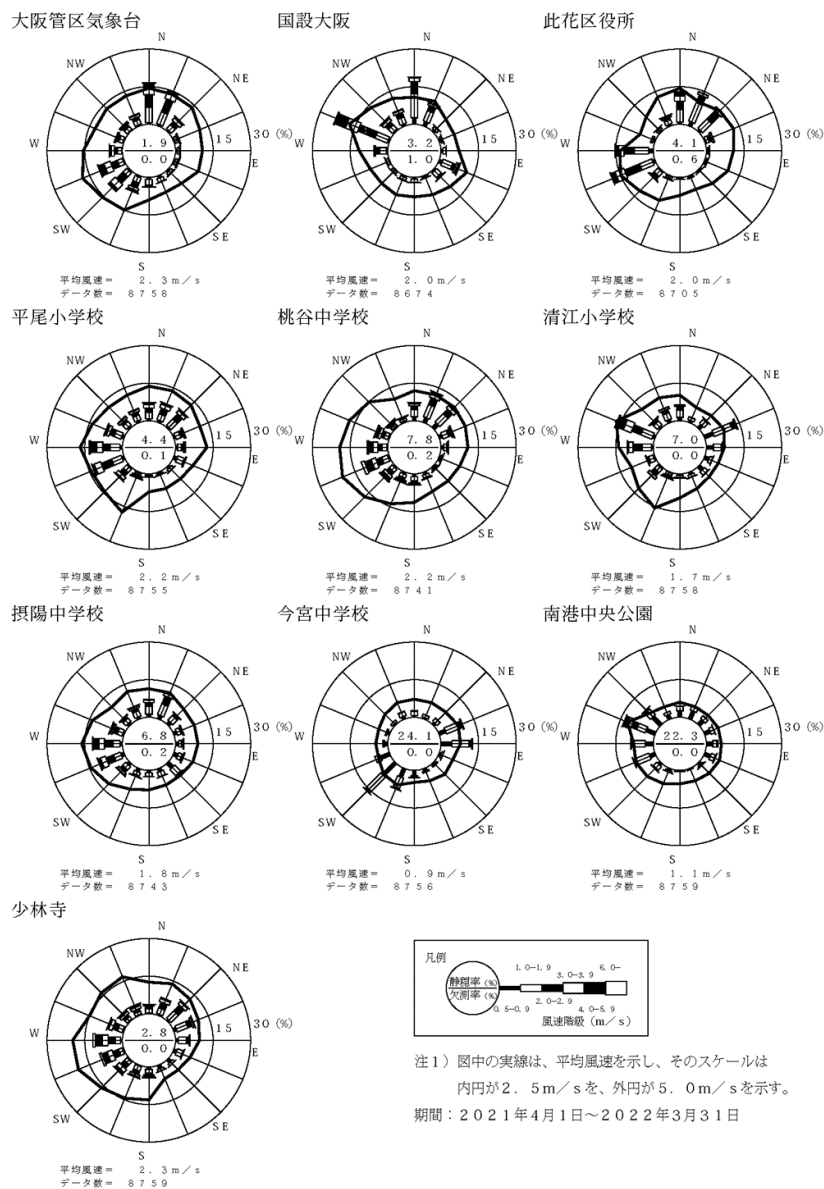 大阪管区気象台
N
NW
NE
W
1.9
0.0
15
30(%)
E
SW
SE
S
平均風速= 2.3m/s
データ数= 8758
国設大阪
N
NW
NE
W
3.2
1.0
15
30(%)
E
SW
SE
S
平均風速= 2.0m/s
データ数= 8674
此花区役所
N
NW
NE
W
4.1
0.6
15
30(%)
E
SW
SE
S
平均風速= 2.0m/s
データ数= 8705
平尾小学校
N
NW
NE
W
4.4
0.1
15
30(%)
E
SW
SE
S
平均風速= 2.2m/s
データ数= 8755
桃谷中学校
N
NW
NE
W
7.8
0.2
15
30(%)
E
SW
SE
S
平均風速= 2.2m/s
データ数= 8741
清江小学校
N
NW
NE
W
7.0
0.0
15
30(%)
E
SW
SE
S
平均風速= 1.7m/s
データ数= 8758
摂陽中学校
N
NW
NE
W
6.8
0.2
15
30(%)
E
SW
SE
S
平均風速= 1.8m/s
データ数= 8743
今宮中学校
N
NW
NE
W
24.1
0.0
15
30(%)
E
SW
SE
S
平均風速= 0.9m/s
データ数= 8756
南港中央公園
N
NW
NE
W
22.3
0.0
15
30(%)
E
SW
SE
S
平均風速= 1.1m/s
データ数= 8759
少林寺
N
NW
NE
W
2.8
0.0
15
30(%)
E
SW
SE
S
平均風速= 2.3m/s
データ数= 8759
凡例
1.0-1.9 6.0-
3.0-3.9
静穏率(%)
欠測率(%)
2.0-2.9
0.5-0.9 4.0-5.9
風速階級(m/s)
注1)図中の実線は、平均風速を示し、そのスケールは
内円が2.5m/sを、外円が5.0m/sを示す。
期間:2021年4月1日～2022年3月31日